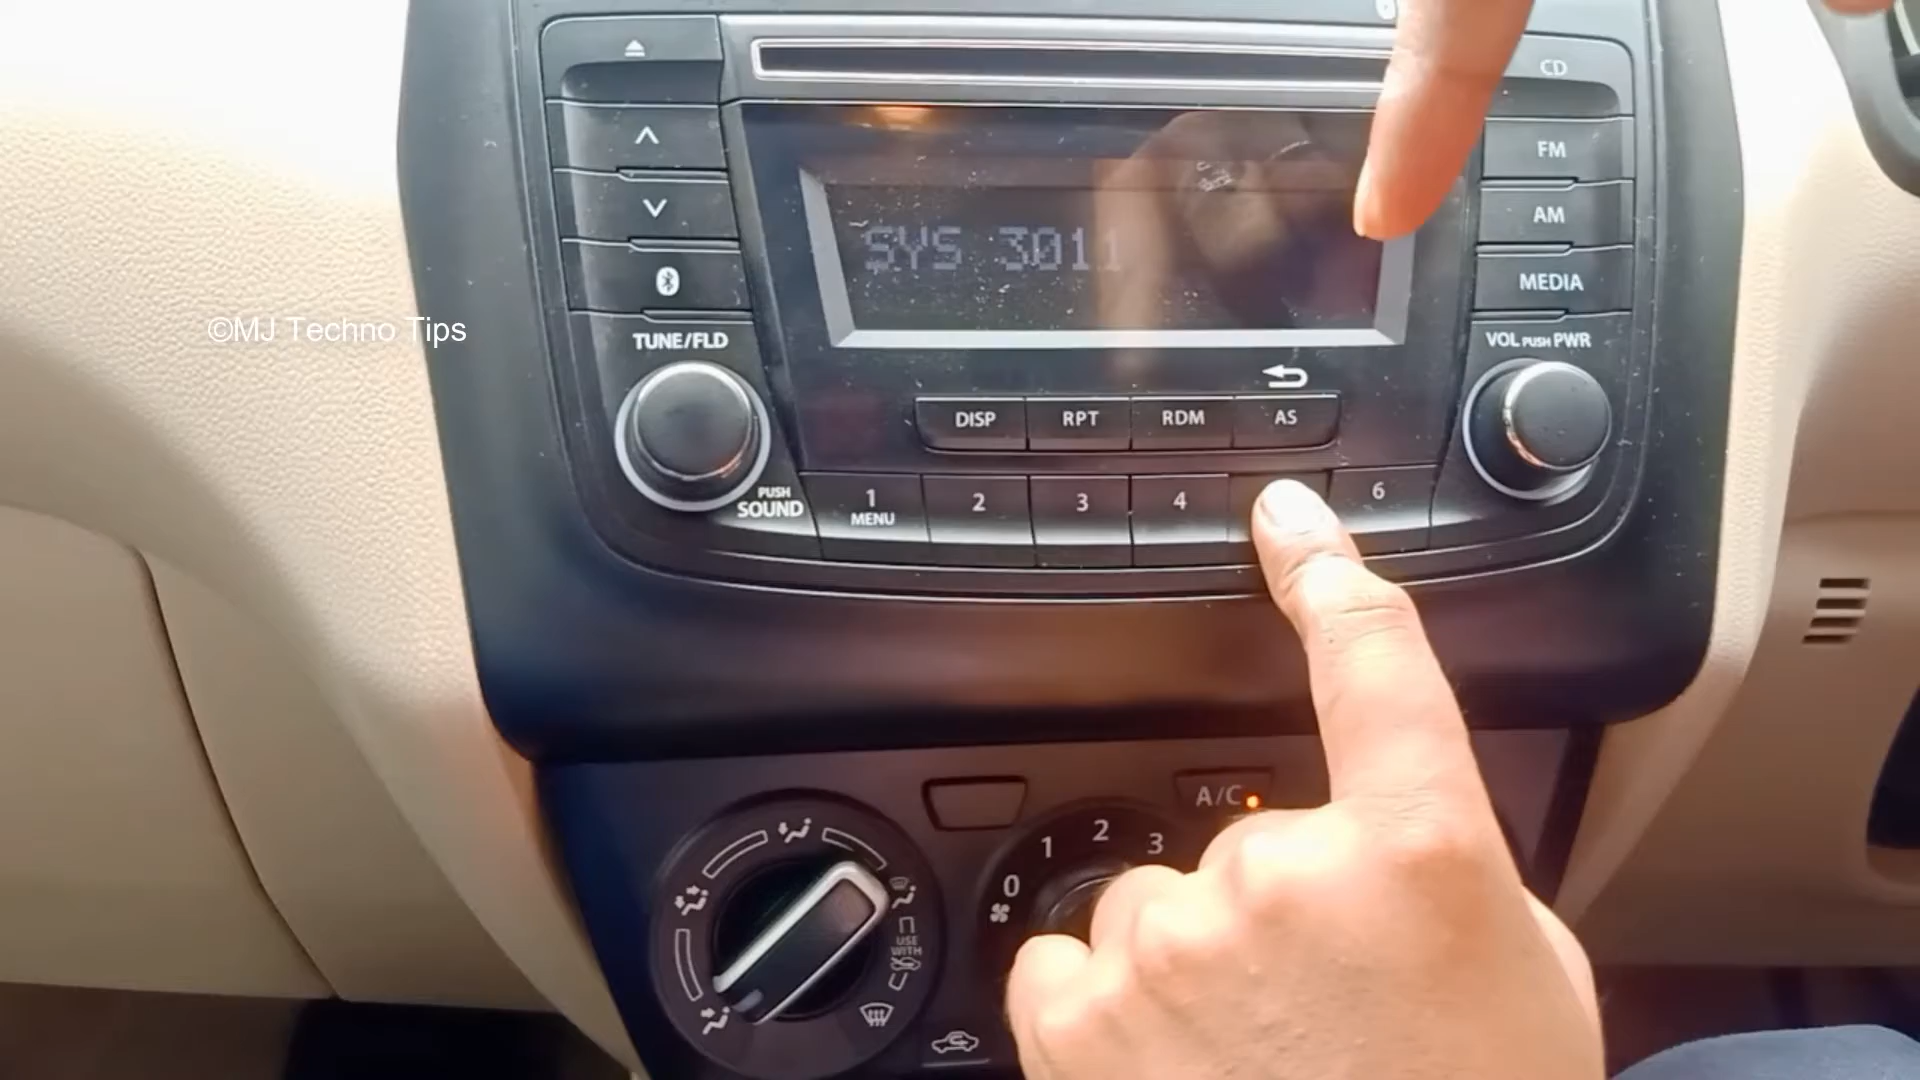 CD
FM
AM
MEDIA
SYS 3011
©MJ Techno Tips
TUNE/FLD
VOL PUSH PWR
DISP
RPT
RDM
AS
PUSH
SOUND
1
MENU
2
3
4
6
A/C
0
1
2
3
USE
WITH